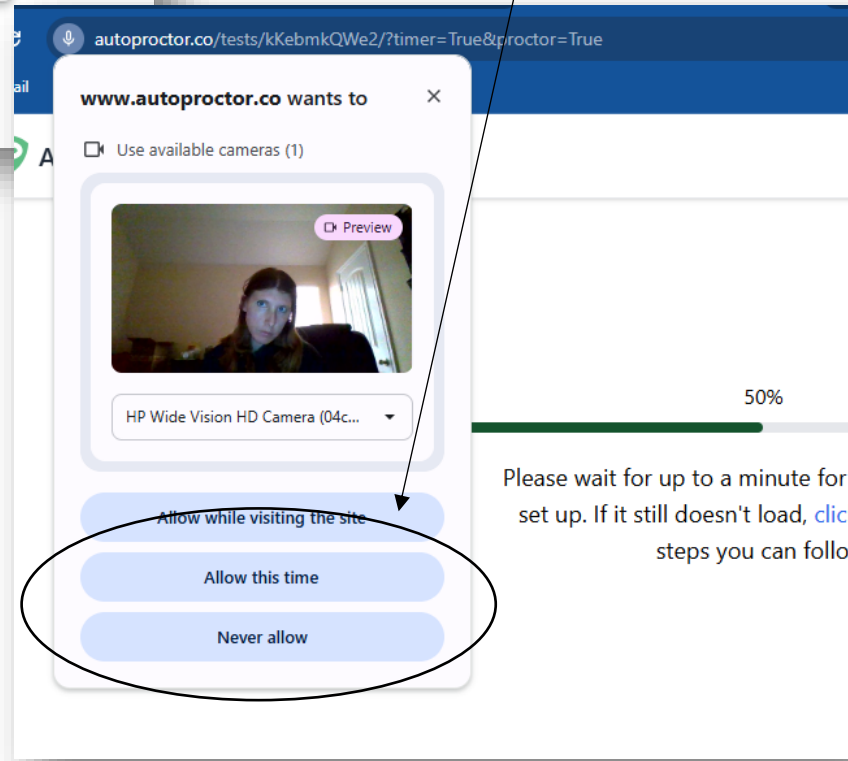 autoproctor.co/tests/kKebmkQWe2/?timer=True&proctor=True
ail
www.autoproctor.co wants to
A
Use available cameras (1)
Preview
HP Wide Vision HD Camera (04c...
50%
Please wait for up to a minute for
set up. If it still doesn't load, clic
steps you can follo
Allow while visiting the site
Allow this time
Never allow